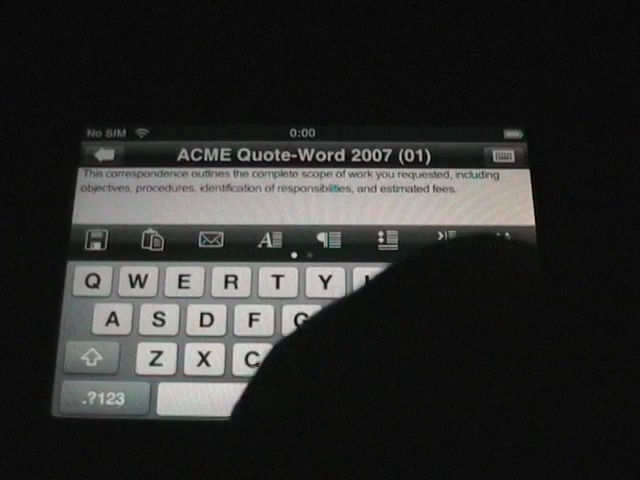 No SIM 0:00
ACME Quote-Word 2007 (01)
This correspondence outlines the complete scope of work you requested, including
objectives, procedures, identification of responsibilities, and estimated fees.
Q W E R T Y
A S D F G
Z X C
.?123